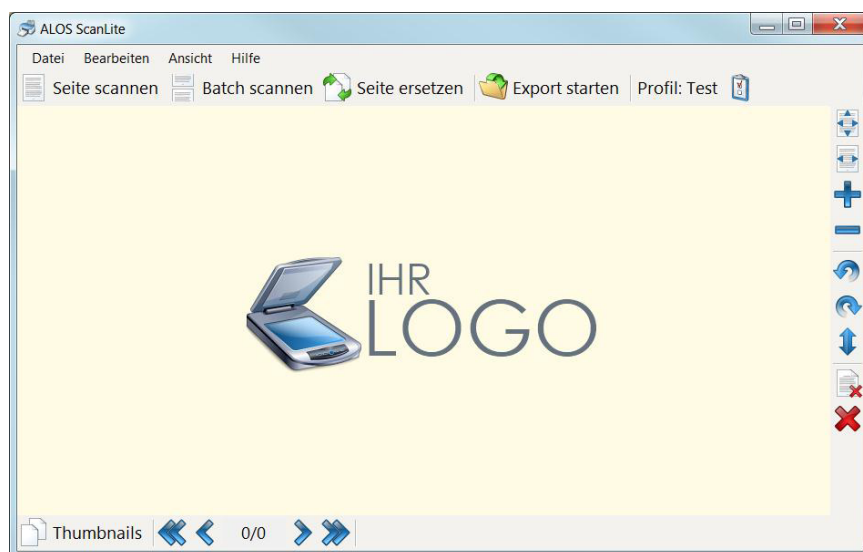 ALOS ScanLite
Datei Bearbeiten Ansicht Hilfe
Seite scannen Batch scannen Seite ersetzen Export starten Profil: Test
IHR
LOGO
Thumbnails 0/0